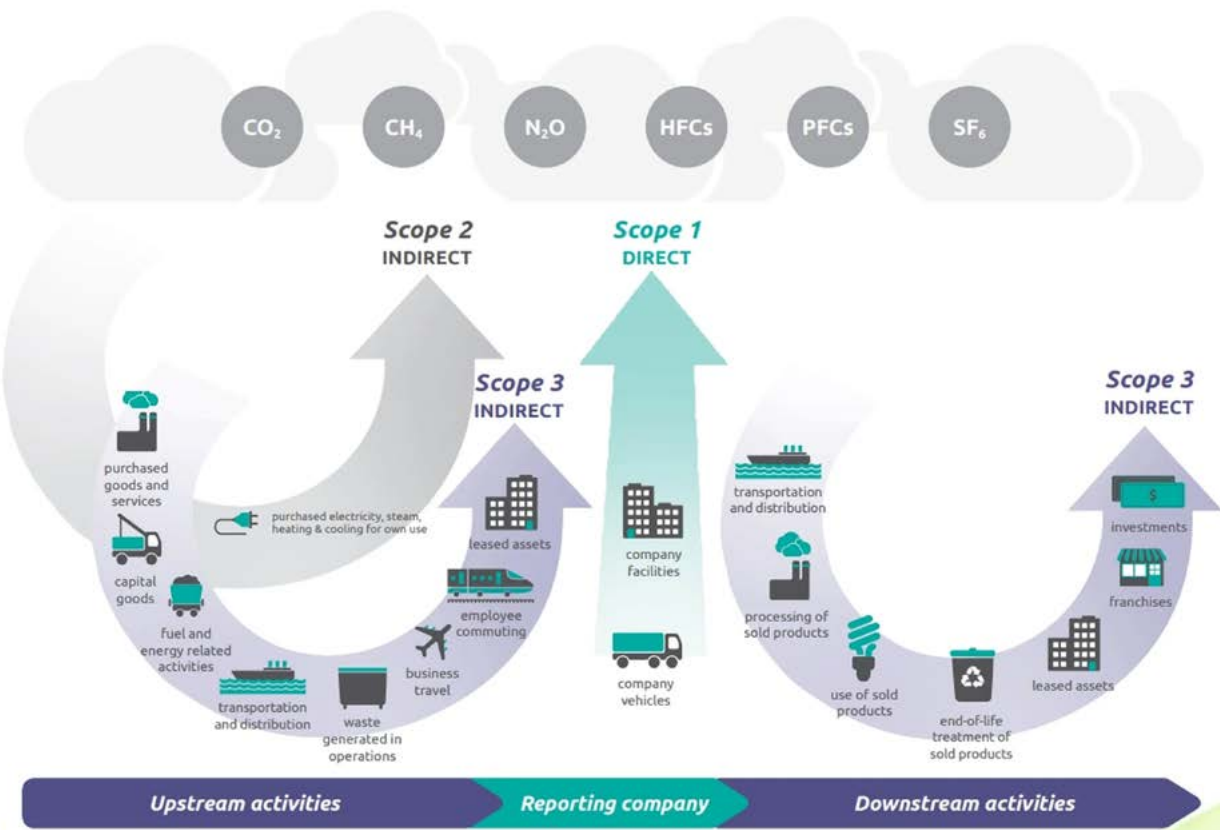 CO₂
CH₄
N₂O
HFCs
PFCs
SF₆
Scope 2
INDIRECT
Scope 1
DIRECT
Scope 3
INDIRECT
Scope 3
INDIRECT
purchased
goods and
services
capital
goods
fuel and
energy related
activities
transportation
and distribution
waste
generated in
operations
business
travel
employee
commuting
leased assets
purchased electricity, steam,
heating & cooling for own use
company
facilities
company
vehicles
transportation
and distribution
processing of
sold products
use of sold
products
end-of-life
treatment of
sold products
leased assets
franchises
$
investments
Upstream activities
Reporting company
Downstream activities